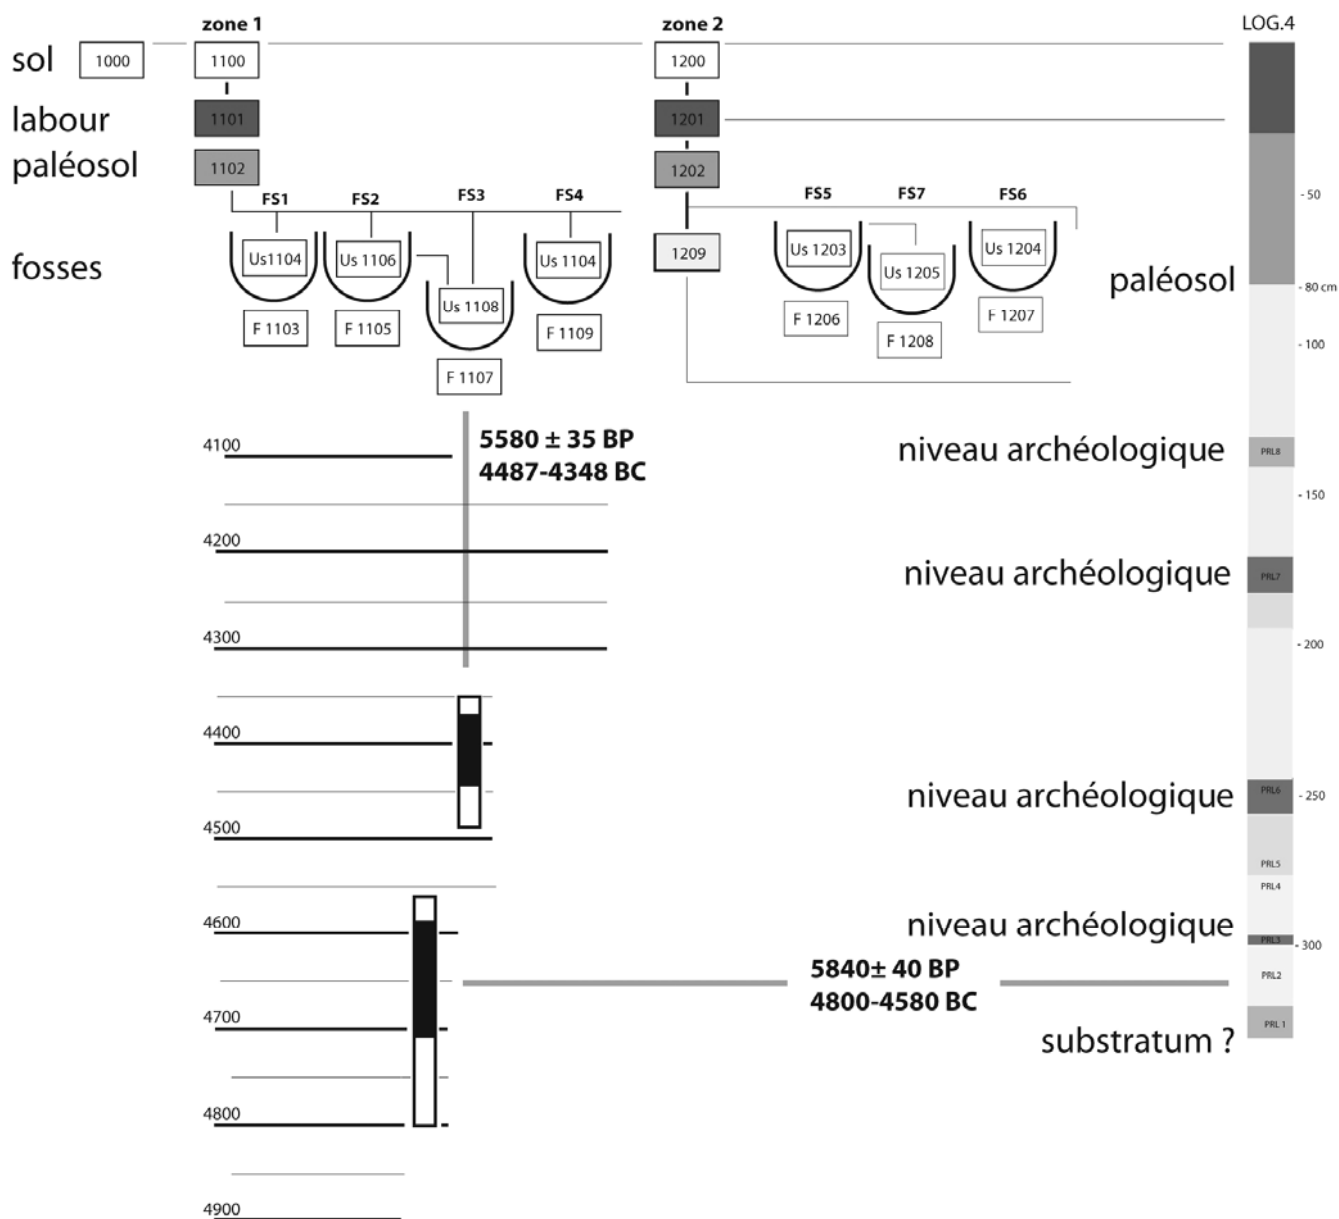 zone 1
zone 2
LOG.4
sol
1000
1100
1200
labour
1101
1201
paléosol
1102
1202
FS1
FS2
FS3
FS4
FS5
FS7
FS6
- 50
fosses
Us1104
Us 1106
Us 1108
Us 1104
1209
Us 1203
Us 1205
Us 1204
paléosol
- 80 cm
F 1103
F 1105
F 1107
F 1109
F 1206
F 1208
F 1207
- 100
5580 ± 35 BP
4487-4348 BC
4100
niveau archéologique
PRL8
- 150
4200
niveau archéologique
PRL7
4300
- 200
4400
niveau archéologique
PRL6
- 250
4500
PRL5
PRL4
4600
niveau archéologique
PRL3
- 300
5840± 40 BP
4800-4580 BC
PRL2
4700
substratum ?
PRL 1
4800
4900